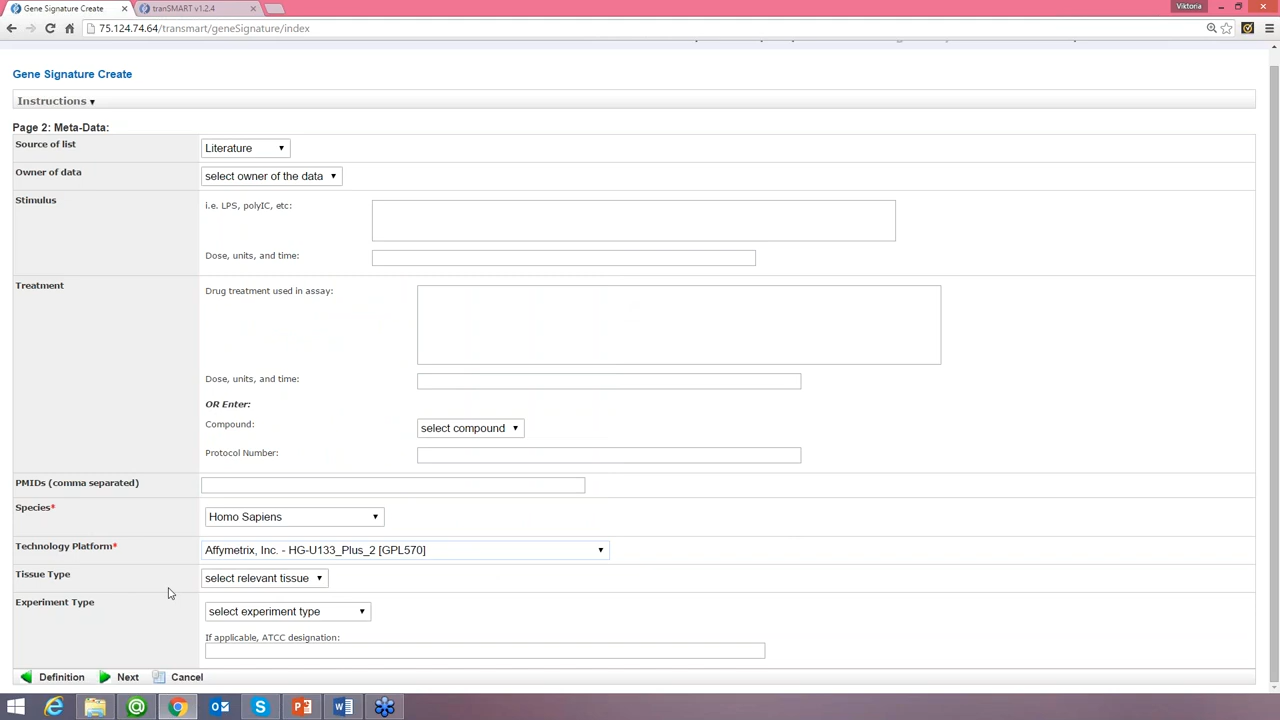 Gene Signature Create
tranSMART v1.2.4
Viktoria
75.124.74.64/transmart/geneSignature/index
Gene Signature Create
Instructions ▾
Page 2: Meta-Data:
Source of list
Literature
Owner of data
select owner of the data
Stimulus
i.e. LPS, polyIC, etc:
Dose, units, and time:
Treatment
Drug treatment used in assay:
Dose, units, and time:
OR Enter:
Compound:
select compound
Protocol Number:
PMIDs (comma separated)
Species*
Homo Sapiens
Technology Platform*
Affymetrix, Inc. - HG-U133_Plus_2 [GPL570]
Tissue Type
select relevant tissue
Experiment Type
select experiment type
If applicable, ATCC designation:
Definition Next Cancel